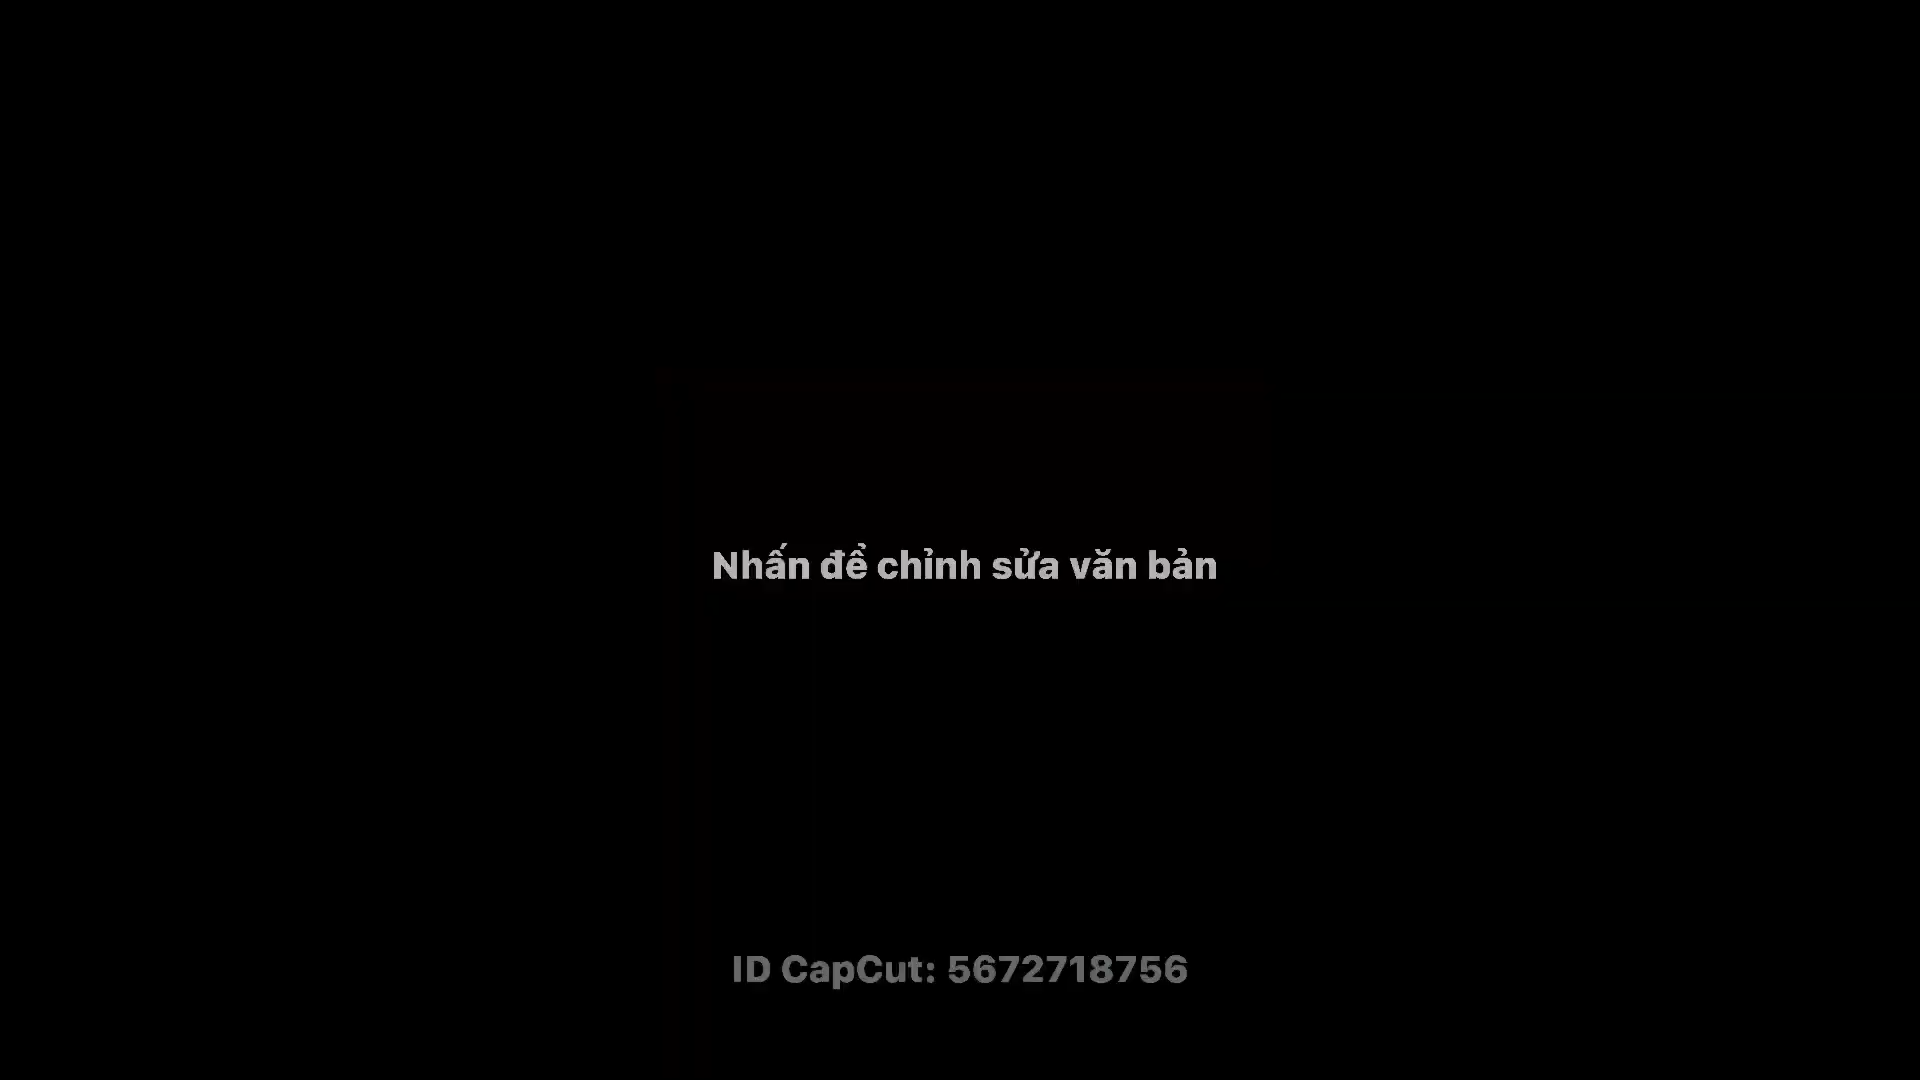 Nhấn để chỉnh sửa văn bản
ID CapCut: 5672718756